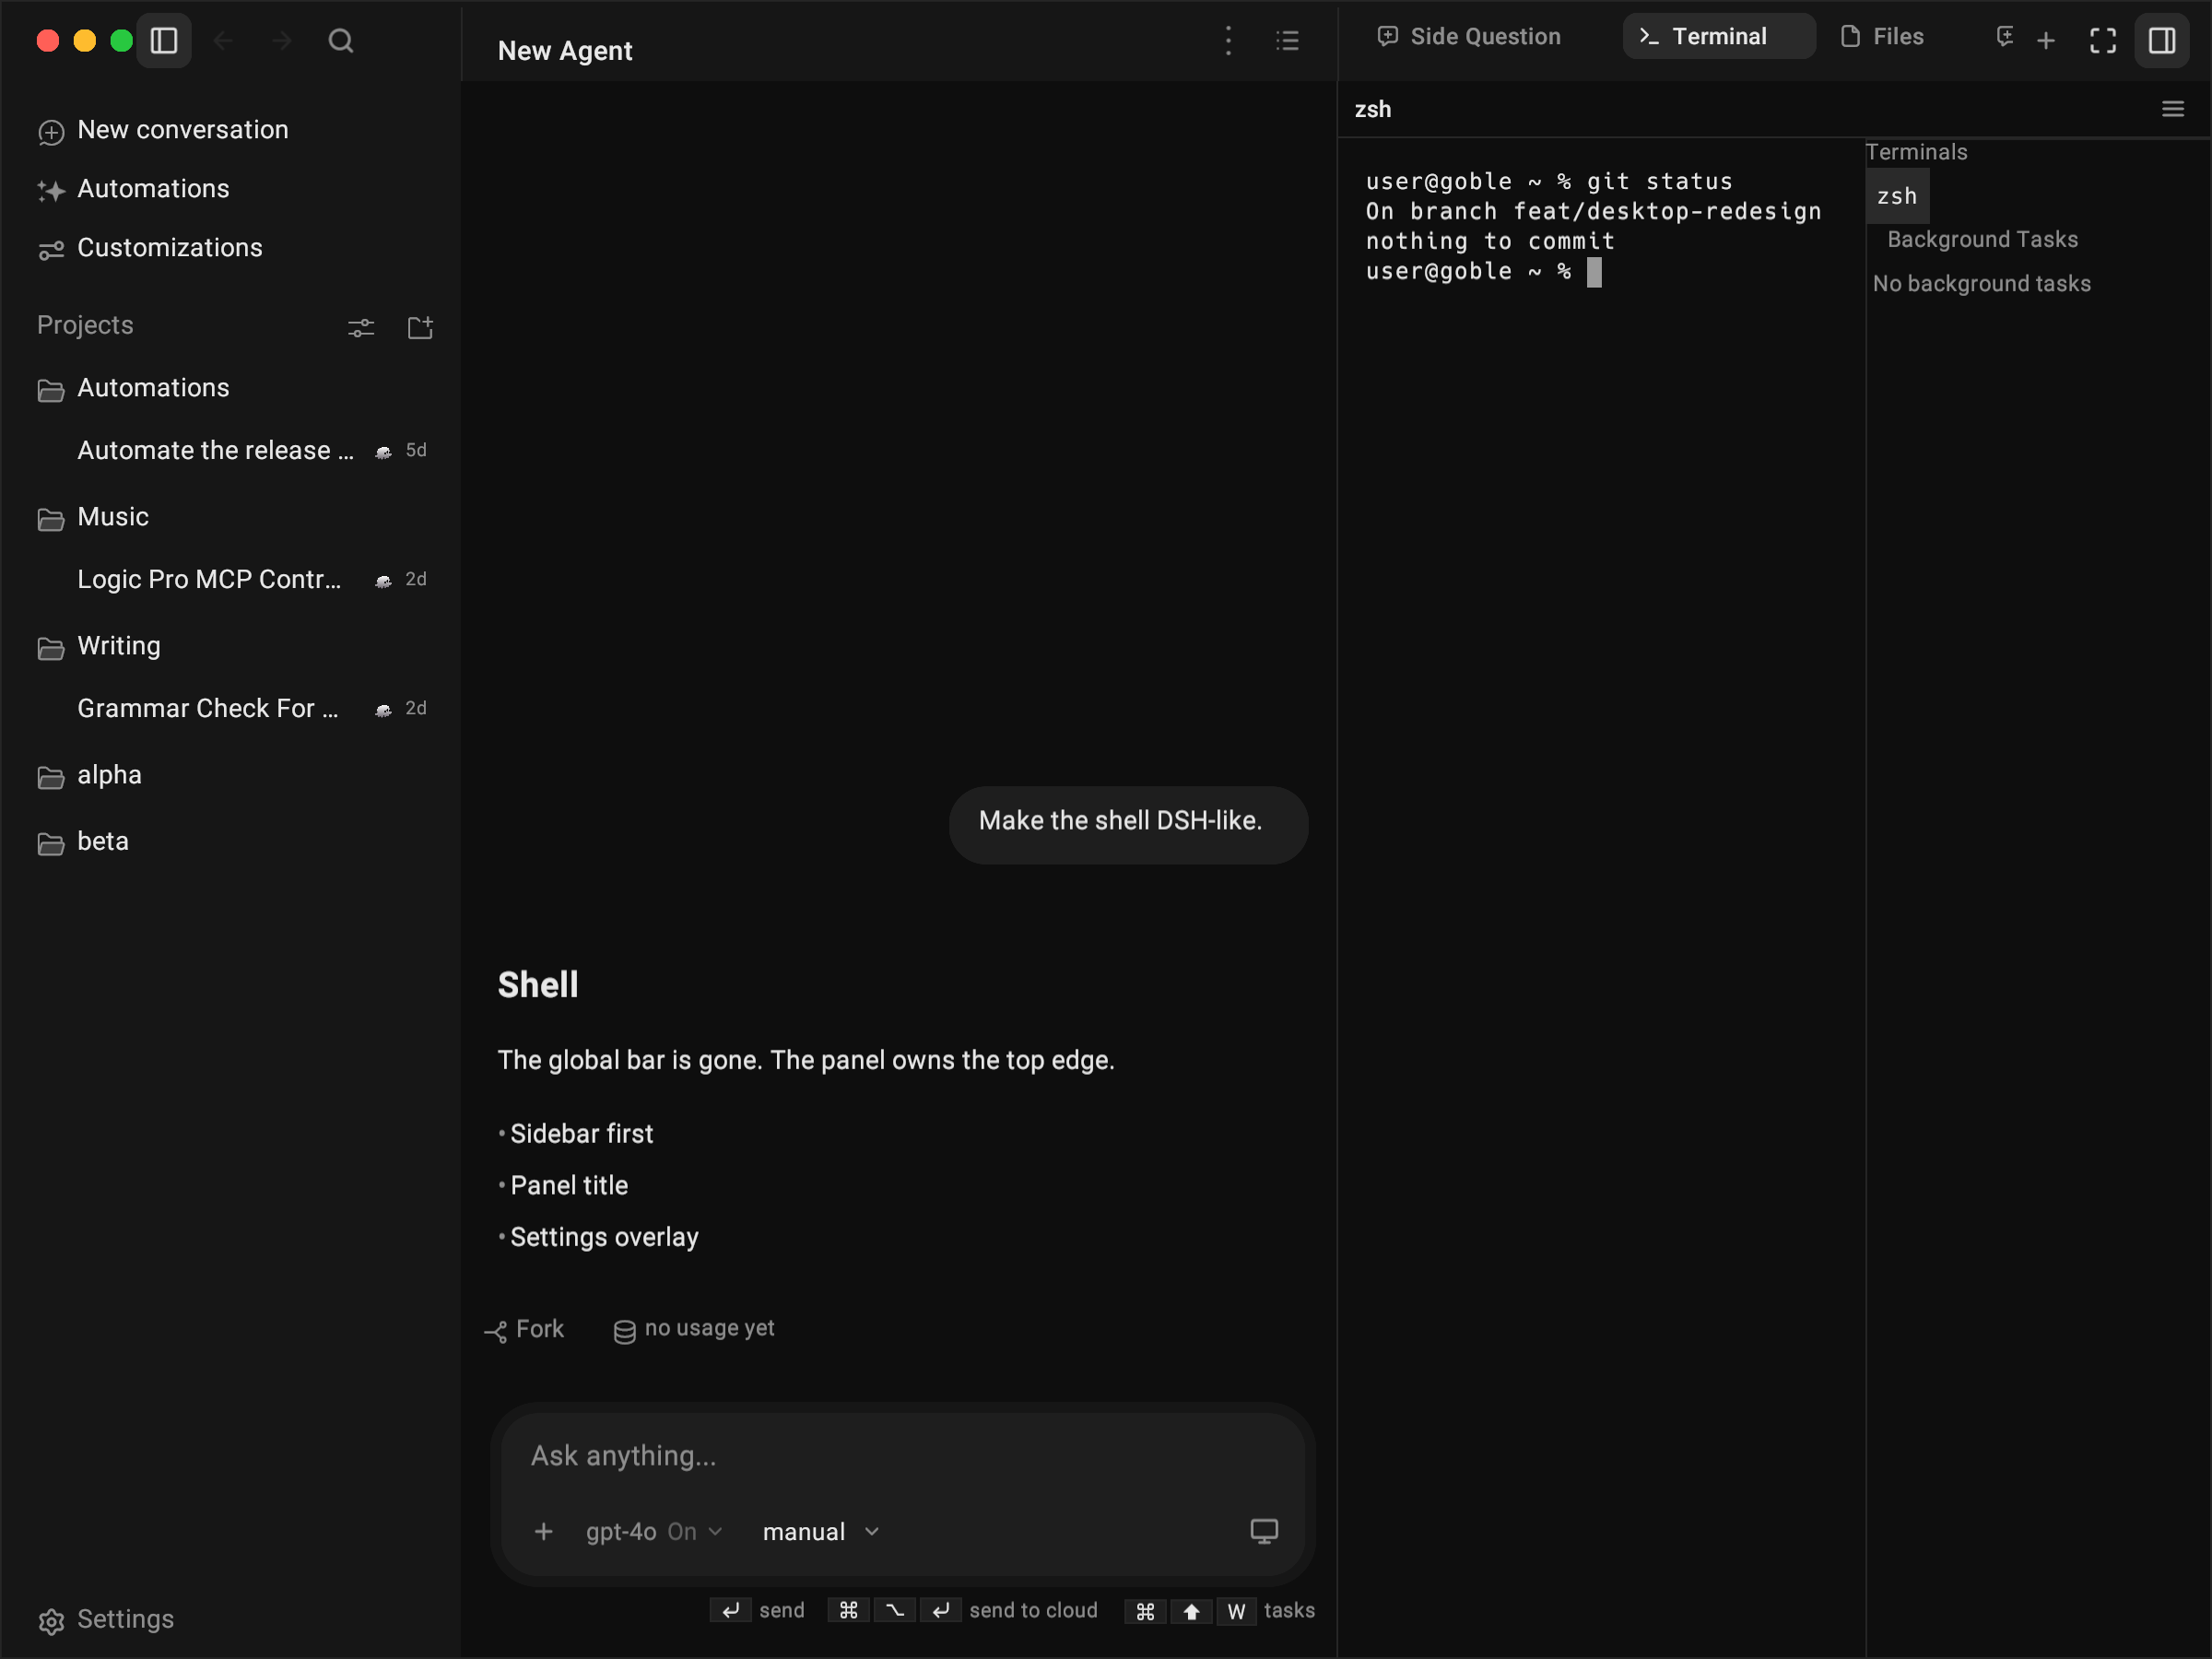 New conversation
Automations
Customizations
Projects
Automations
Automate the release ... 5d
Music
Logic Pro MCP Contr... 2d
Writing
Grammar Check For ... 2d
alpha
beta
Settings
New Agent
Make the shell DSH-like.
Shell
The global bar is gone. The panel owns the top edge.
• Sidebar first
• Panel title
• Settings overlay
Fork no usage yet
Ask anything...
gpt-4o On manual
↵ send ⌘ ⌥ ↵ send to cloud ⌘ ⬆ W tasks
Side Question >_ Terminal Files
zsh
user@goble ~ % git status
On branch feat/desktop-redesign
nothing to commit
user@goble ~ %
Terminals
zsh
Background Tasks
No background tasks